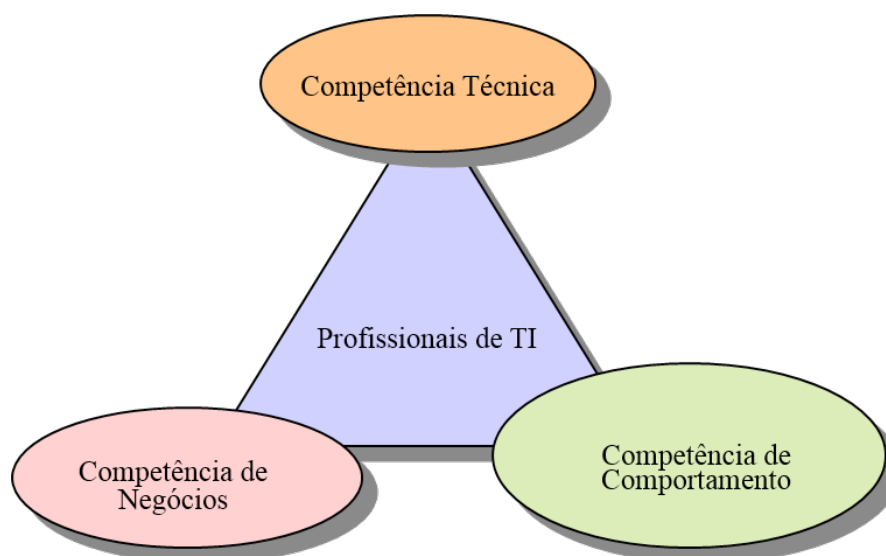 Competência Técnica
Profissionais de TI
Competência de
Negócios
Competência de
Comportamento